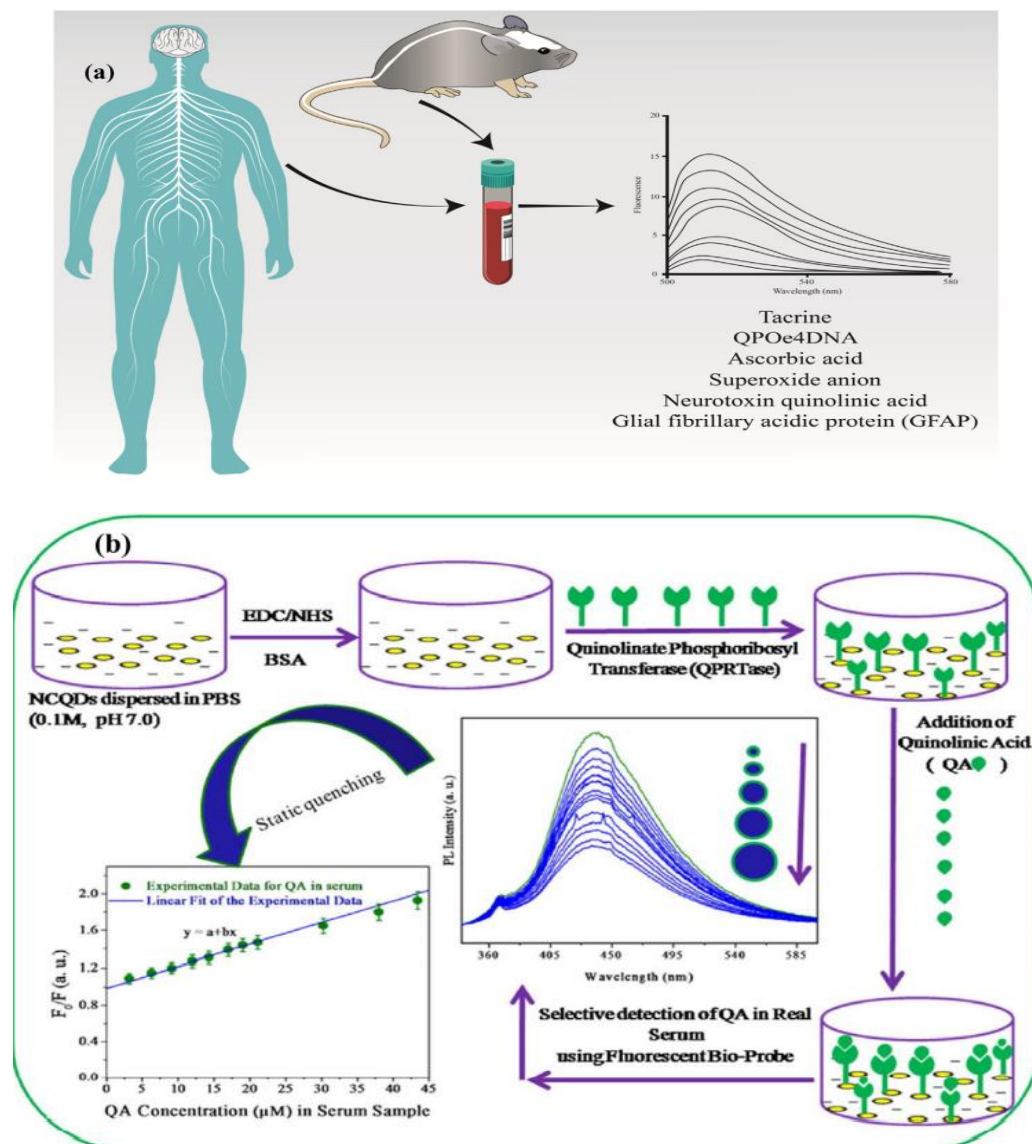 (a)
20
15
10
5
0
Fluorescence
500
540
580
Wavelength (nm)
Tacrine
QPOe4DNA
Ascorbic acid
Superoxide anion
Neurotoxin quinolinic acid
Glial fibrillary acidic protein (GFAP)
(b)
EDC/NHS
BSA
Quinolinate Phosphoribosyl
Transferase (QPRTase)
NCQDs dispersed in PBS
(0.1M, pH 7.0)
Addition of
Quinolinic Acid
( QA )
Static quenching
PL Intensity (a. u.)
360 405 450 495 540 585
Wavelength (nm)
Experimental Data for QA in serum
Linear Fit of the Experimental Data
y = a+bx
2.0
1.6
1.2
0.8
0.4
0.0
F₀/F (a. u.)
0 5 10 15 20 25 30 35 40 45
QA Concentration (μM) in Serum Sample
Selective detection of QA in Real
Serum
using Fluorescent Bio-Probe